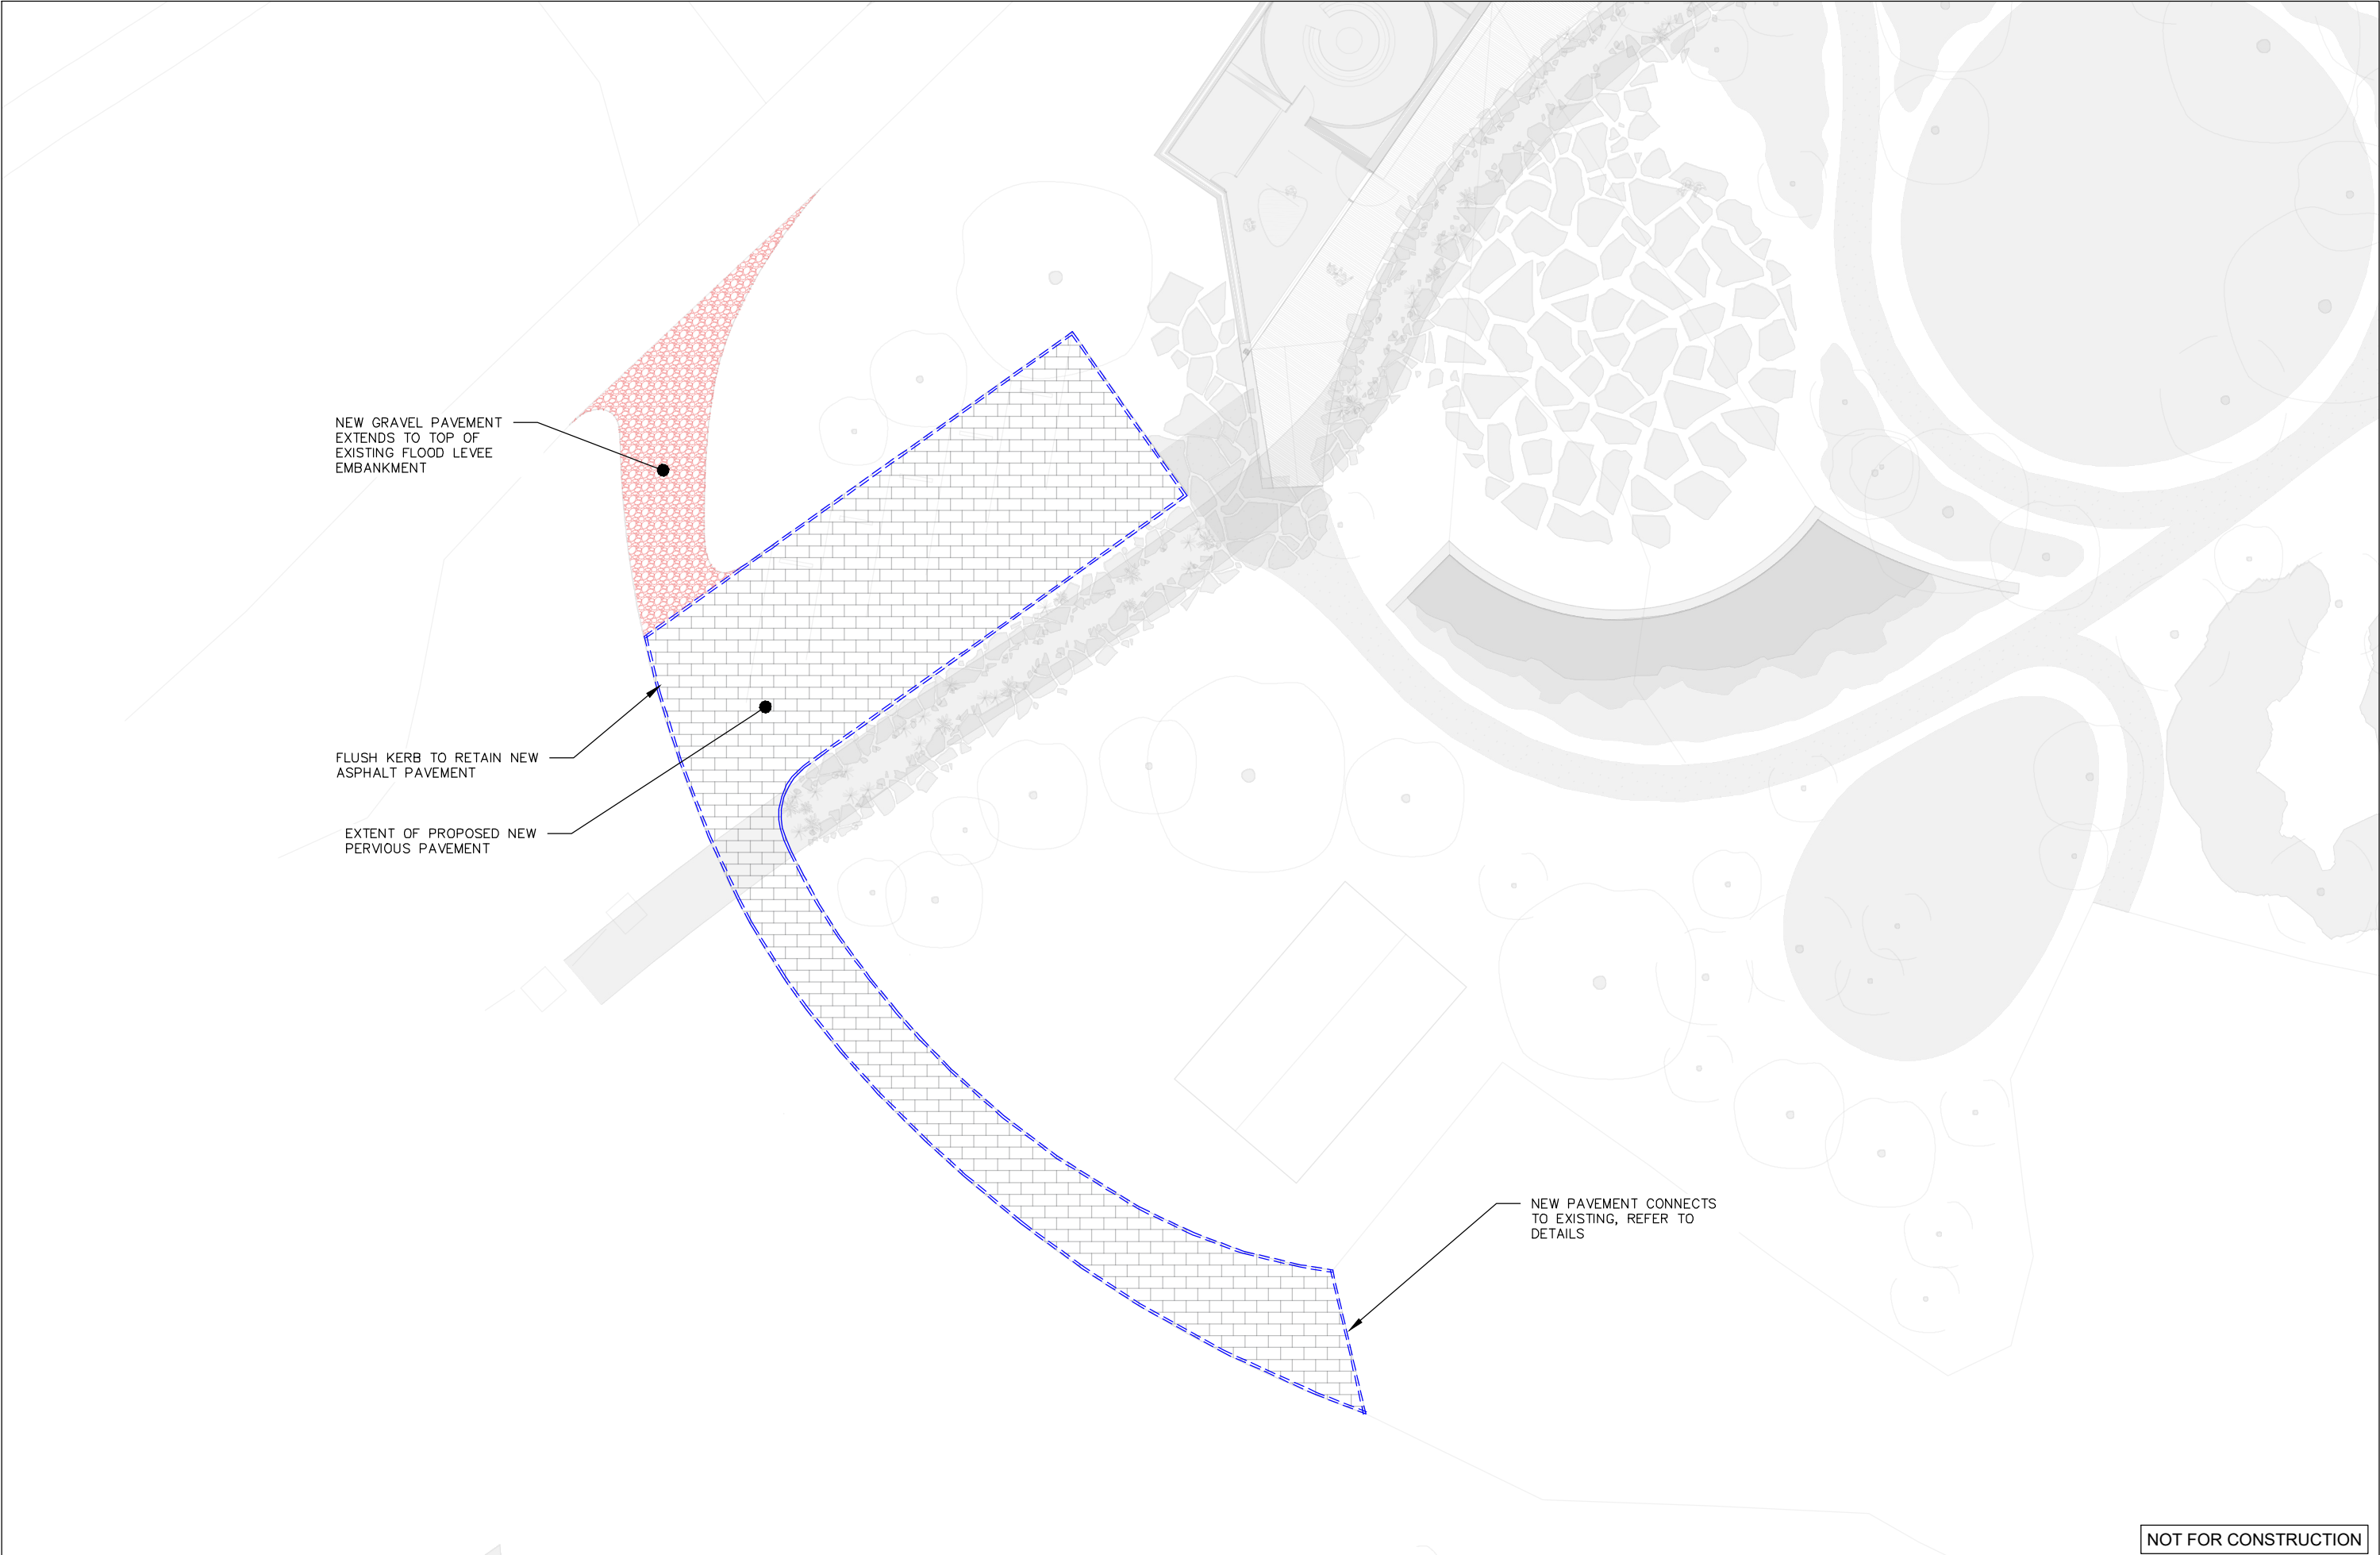 NEW GRAVEL PAVEMENT
EXTENDS TO TOP OF
EXISTING FLOOD LEVEE
EMBANKMENT
FLUSH KERB TO RETAIN NEW
ASPHALT PAVEMENT
EXTENT OF PROPOSED NEW
PERVIOUS PAVEMENT
NEW PAVEMENT CONNECTS
TO EXISTING, REFER TO
DETAILS
NOT FOR CONSTRUCTION